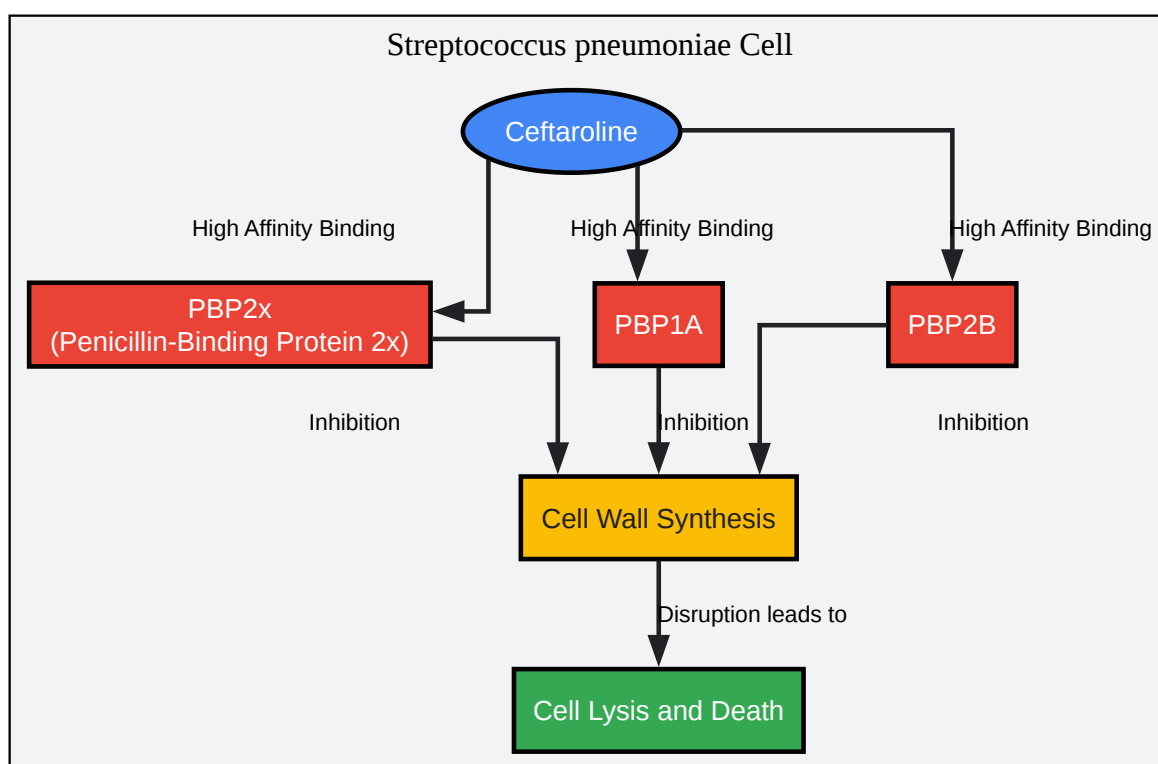 Streptococcus pneumoniae Cell
Ceftaroline
High Affinity Binding
High Affinity Binding
High Affinity Binding
PBP2x
(Penicillin-Binding Protein 2x)
PBP1A
PBP2B
Inhibition
Inhibition
Inhibition
Cell Wall Synthesis
Disruption leads to
Cell Lysis and Death